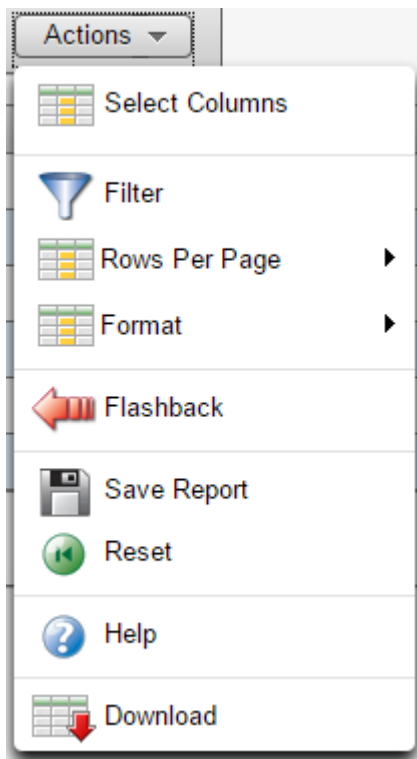 Actions
Select Columns
Filter
Rows Per Page
Format
Flashback
Save Report
Reset
Help
Download